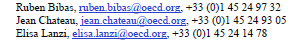 Ruben Bibas, ruben.bibas@oecd.org, +33 (0)1 45 24 97 32
Jean Chateau, jean.chateau@oecd.org, +33 (0)1 45 24 93 05
Elisa Lanzi, elisa.lanzi@oecd.org, +33 (0)1 45 24 14 78